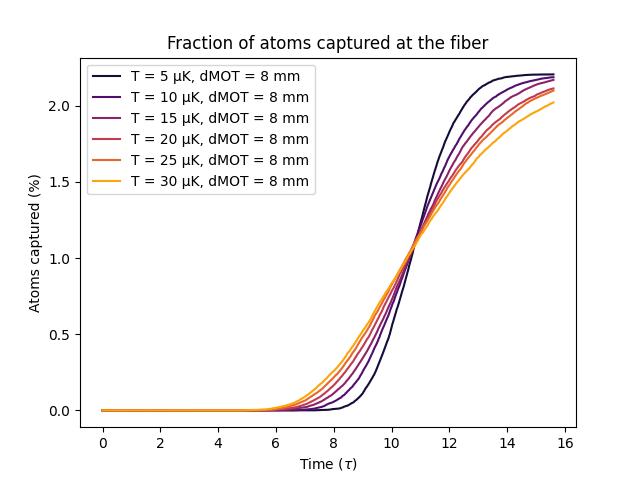 Fraction of atoms captured at the fiber
T = 5 µK, dMOT = 8 mm
T = 10 µK, dMOT = 8 mm
T = 15 µK, dMOT = 8 mm
T = 20 µK, dMOT = 8 mm
T = 25 µK, dMOT = 8 mm
T = 30 µK, dMOT = 8 mm
Atoms captured (%)
2.0
1.5
1.0
0.5
0.0
0 2 4 6 8 10 12 14 16
Time (τ)